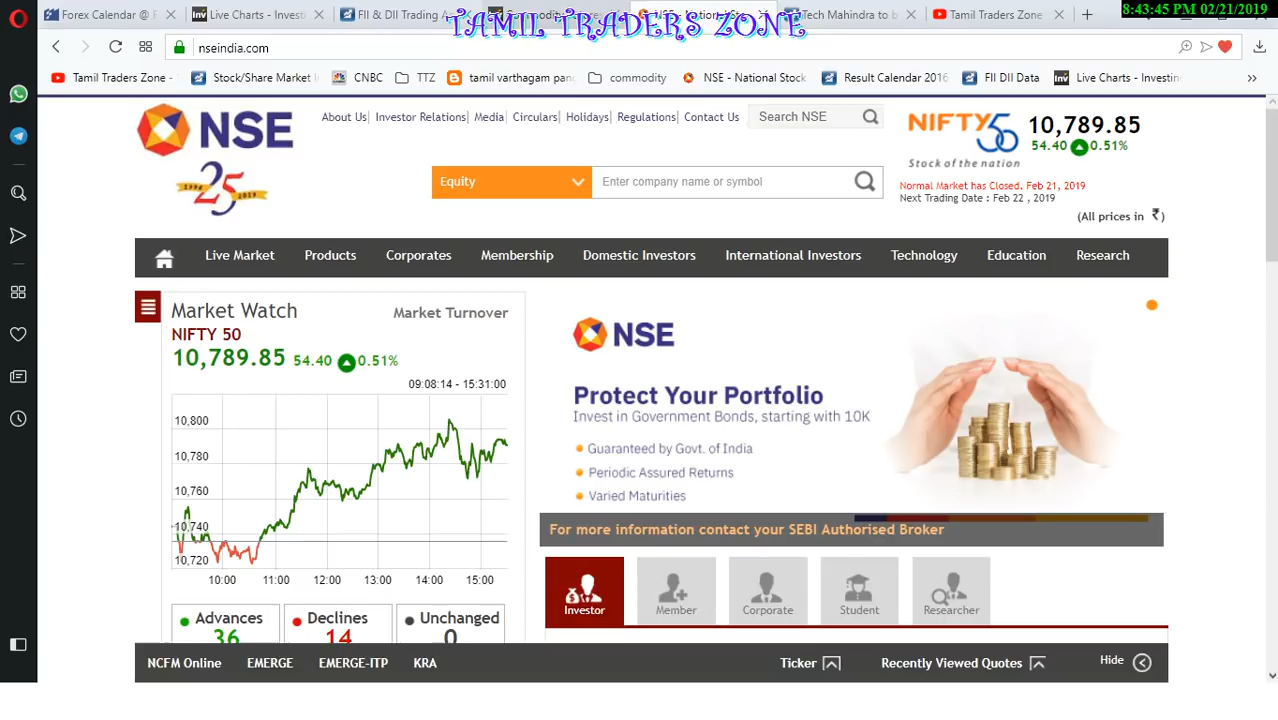 Forex Calendar @ F
Live Charts - Investi
FII & DII Trading A
Tech Mahindra to b
Tamil Traders Zone
TAMIL TRADERS ZONE
8:43:45 PM 02/21/2019
nseindia.com
Tamil Traders Zone -
Stock/Share Market I
CNBC
TTZ
tamil varthagam pan
commodity
NSE - National Stock
Result Calendar 2016
FII DII Data
Live Charts - Investin
NSE
1994 25 2019
About Us| Investor Relations| Media| Circulars| Holidays| Regulations| Contact Us
Search NSE
NIFTY50
Stock of the nation
10,789.85
54.40 0.51%
Equity
Enter company name or symbol
Normal Market has Closed. Feb 21, 2019
Next Trading Date : Feb 22 , 2019
(All prices in ₹)
Live Market Products Corporates Membership Domestic Investors International Investors Technology Education Research
Market Watch
Market Turnover
NIFTY 50
10,789.85 54.40 0.51%
09:08:14 - 15:31:00
10,800
10,780
10,760
10,740
10,720
10:00 11:00 12:00 13:00 14:00 15:00
Advances
36
Declines
14
Unchanged
0
NSE
Protect Your Portfolio
Invest in Government Bonds, starting with 10K
Guaranteed by Govt. of India
Periodic Assured Returns
Varied Maturities
For more information contact your SEBI Authorised Broker
Investor Member Corporate Student Researcher
NCFM Online EMERGE EMERGE-ITP KRA
Ticker Recently Viewed Quotes Hide